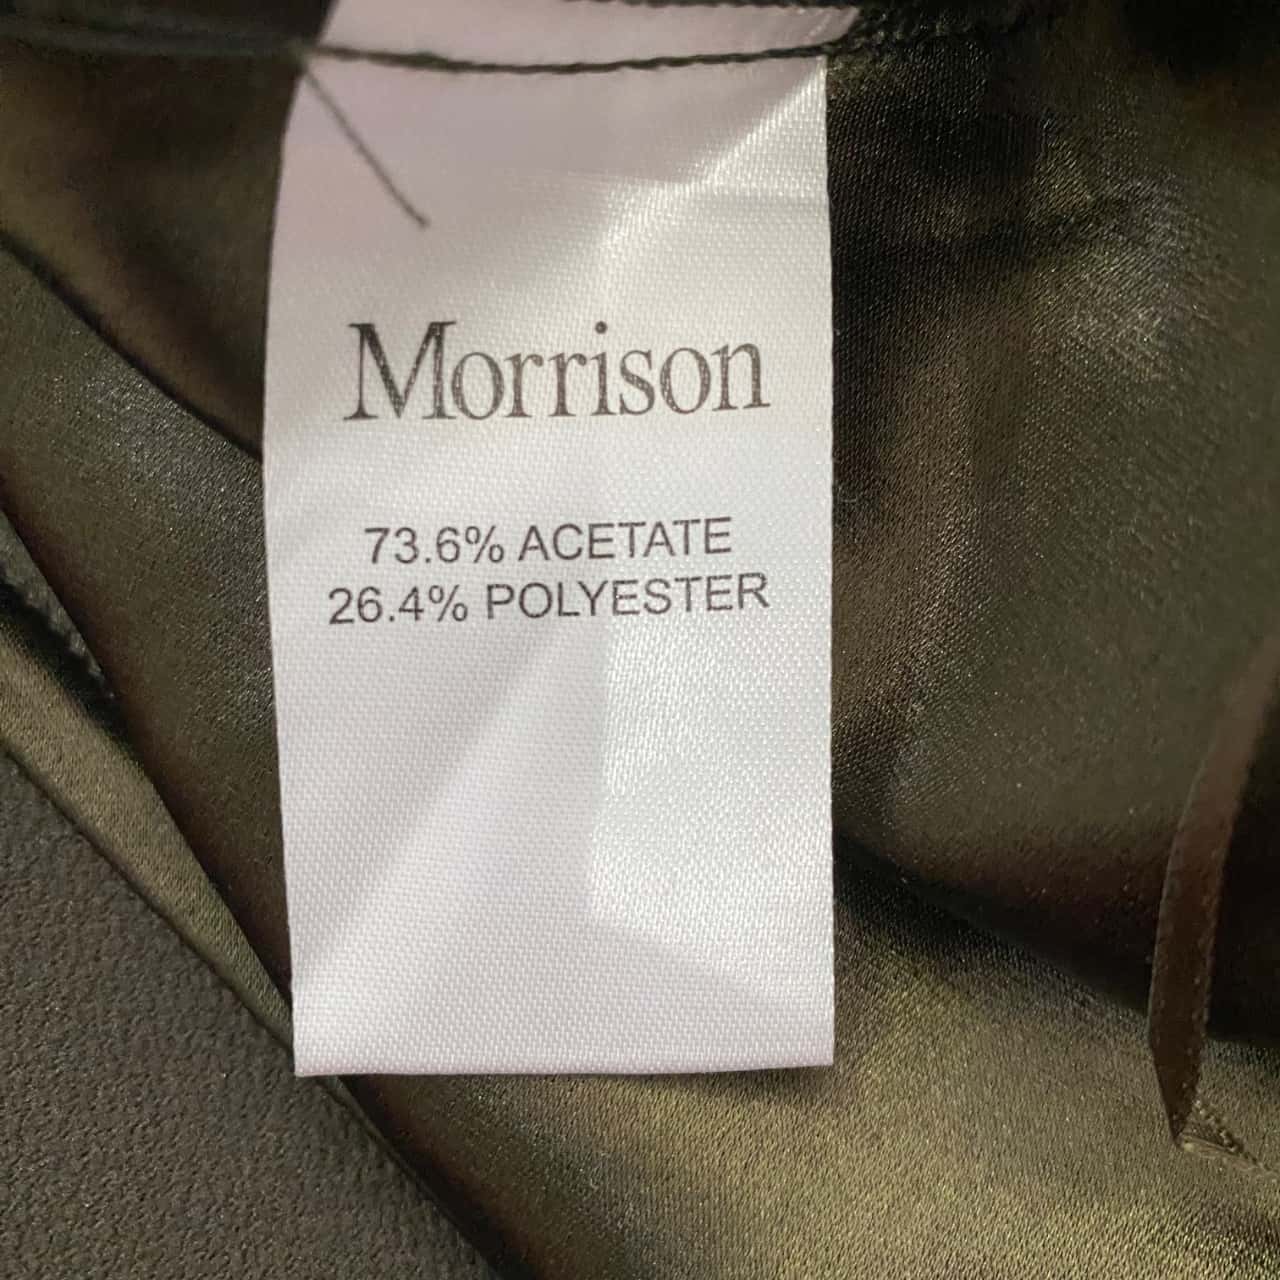 Morrison
73.6% ACETATE
26.4% POLYESTER